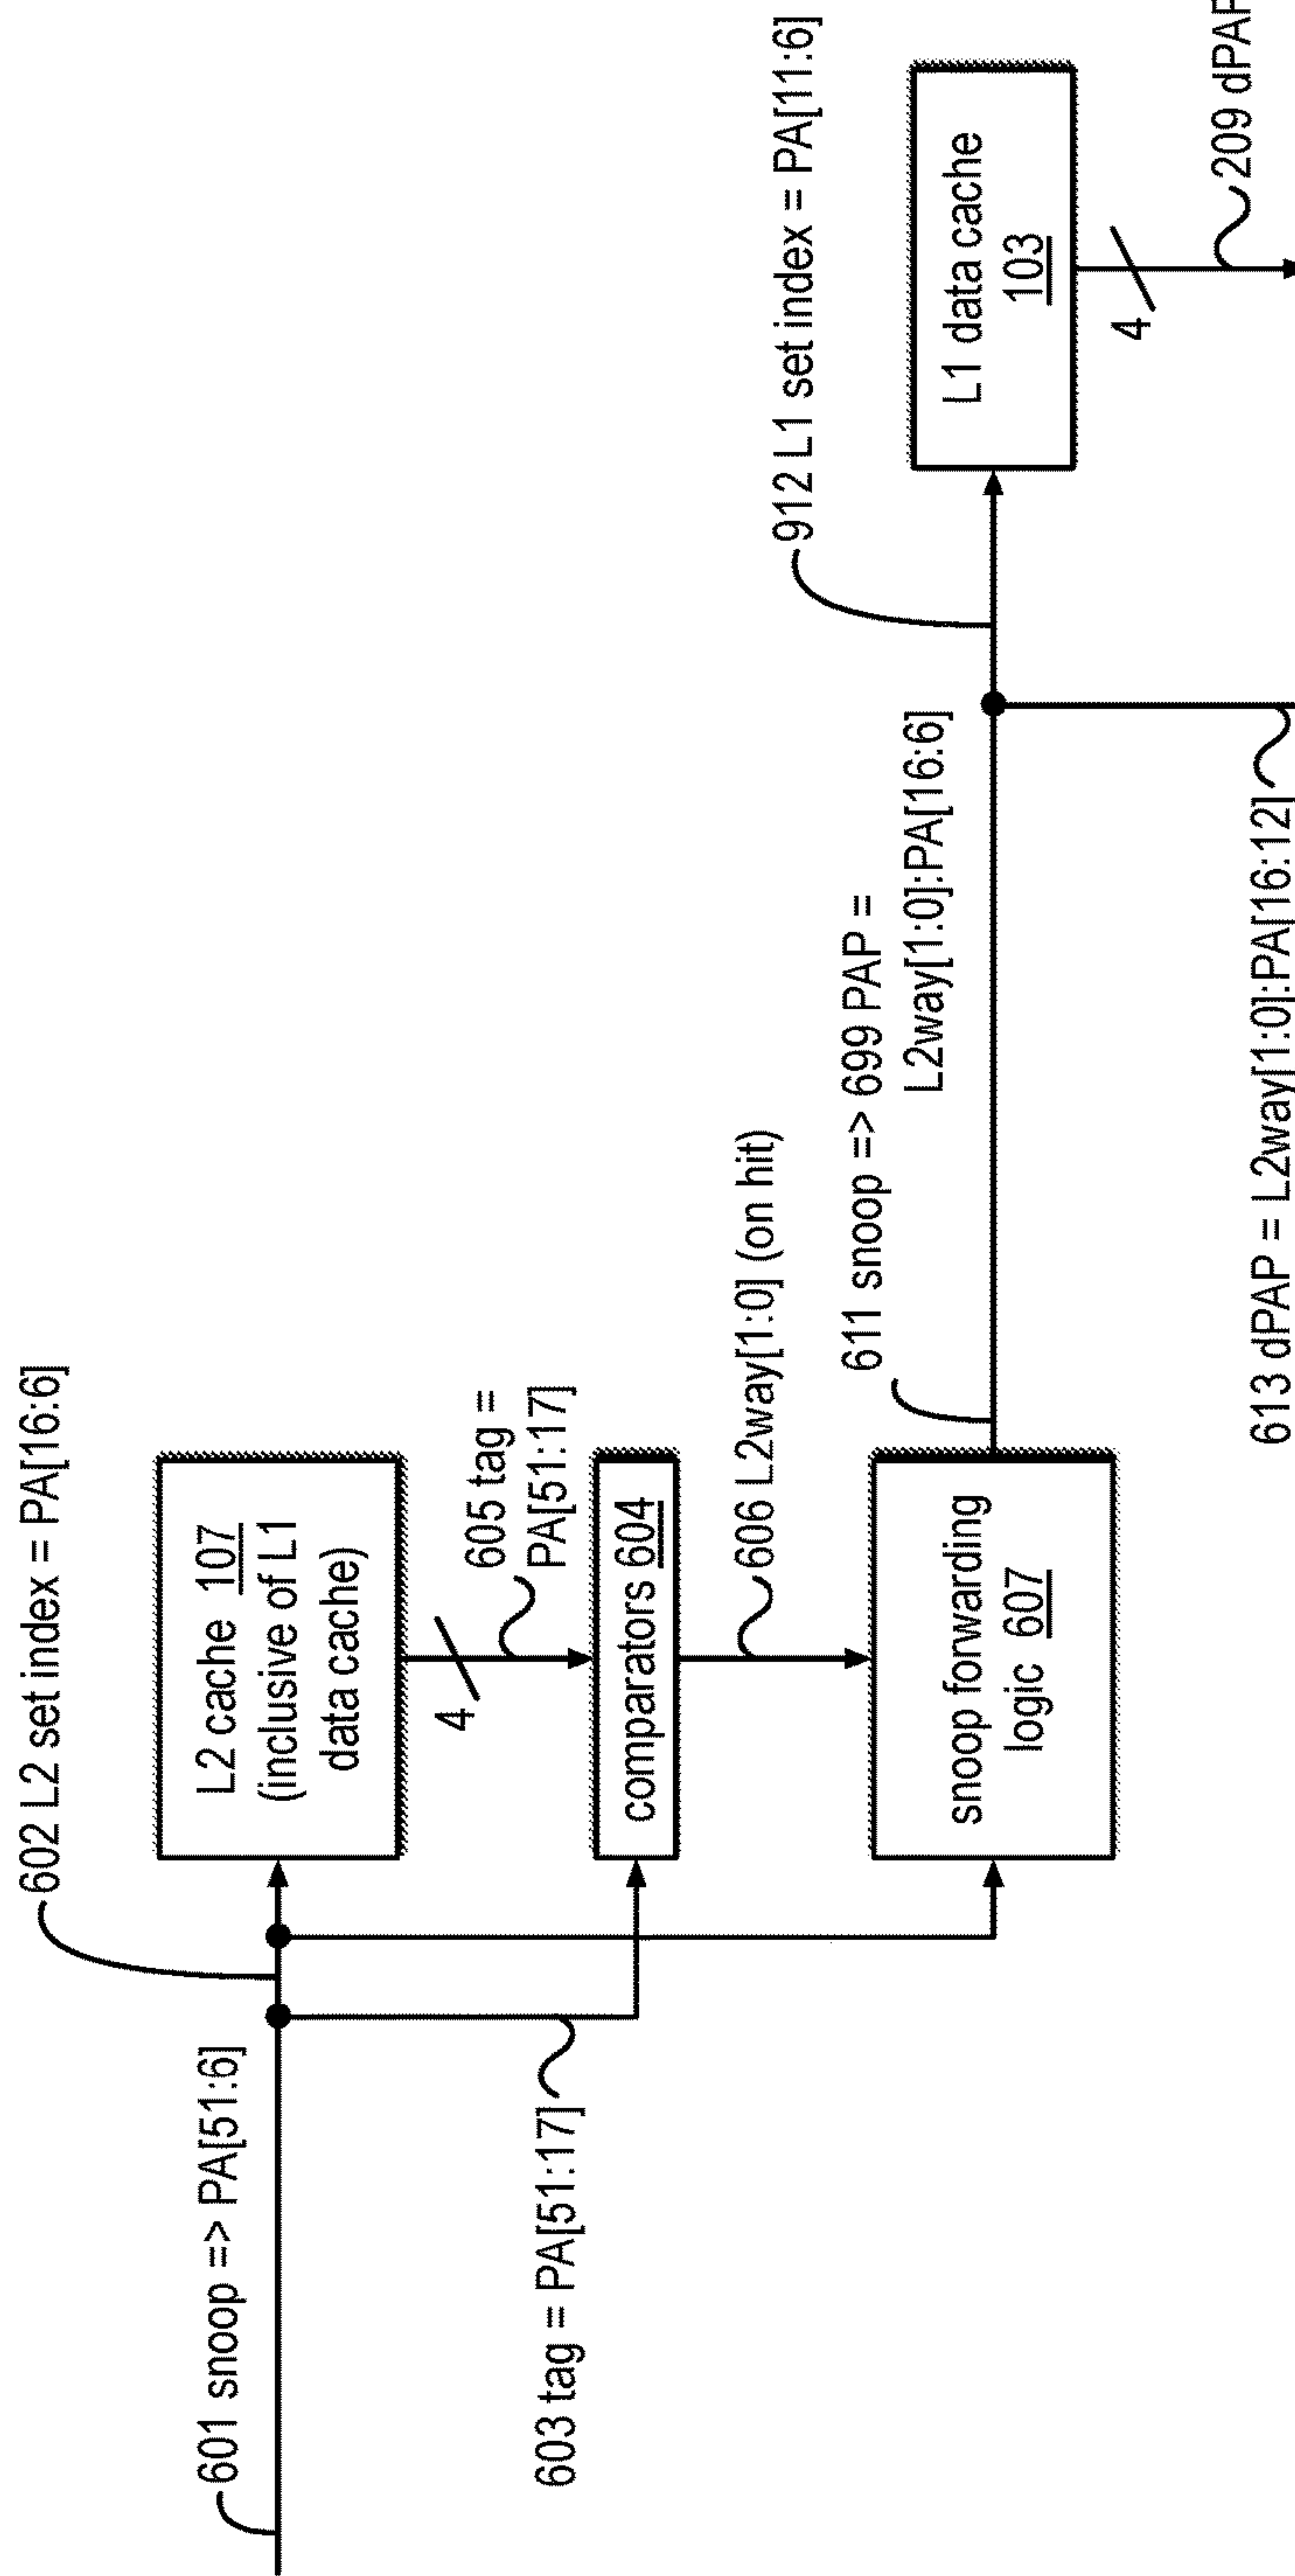 602 L2 set index = PA[16:6]
601 snoop => PA[51:6]
L2 cache 107
(inclusive of L1
data cache)
4
605 tag =
PA[51:17]
603 tag = PA[51:17]
comparators 604
606 L2way[1:0] (on hit)
611 snoop => 699 PAP =
L2way[1:0]:PA[16:6]
snoop forwarding
logic 607
912 L1 set index = PA[11:6]
L1 data cache
103
4
209 dPAP
613 dPAP = L2way[1:0]:PA[16:12]